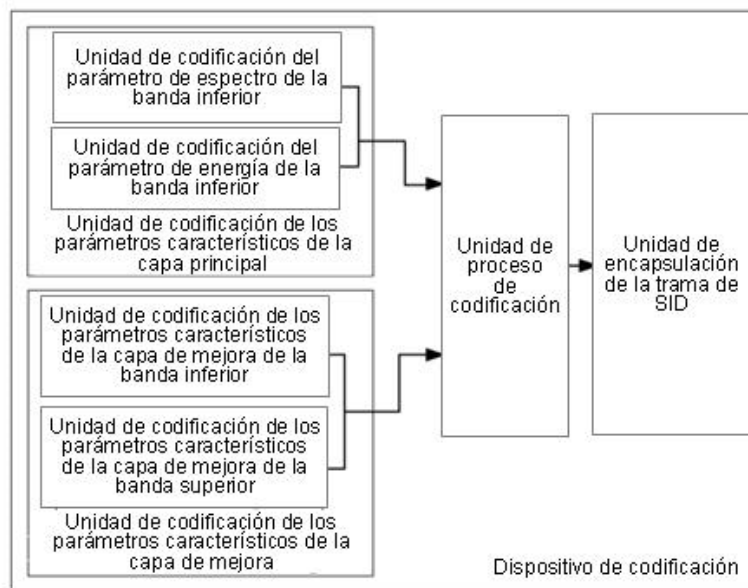 Unidad de codificación del
parámetro de espectro de la
banda inferior
Unidad de codificación del
parámetro de energía de la
banda inferior
Unidad de codificación de los
parámetros característicos de la
capa principal
Unidad de codificación de los
parámetros característicos
de la capa de mejora de la
banda inferior
Unidad de codificación de los
parámetros característicos
de la capa de mejora de la
banda superior
Unidad de codificación de los
parámetros característicos de la
capa de mejora
Unidad de
proceso
de
codificación
Unidad de
encapsulación
de la trama de
SID
Dispositivo de codificación